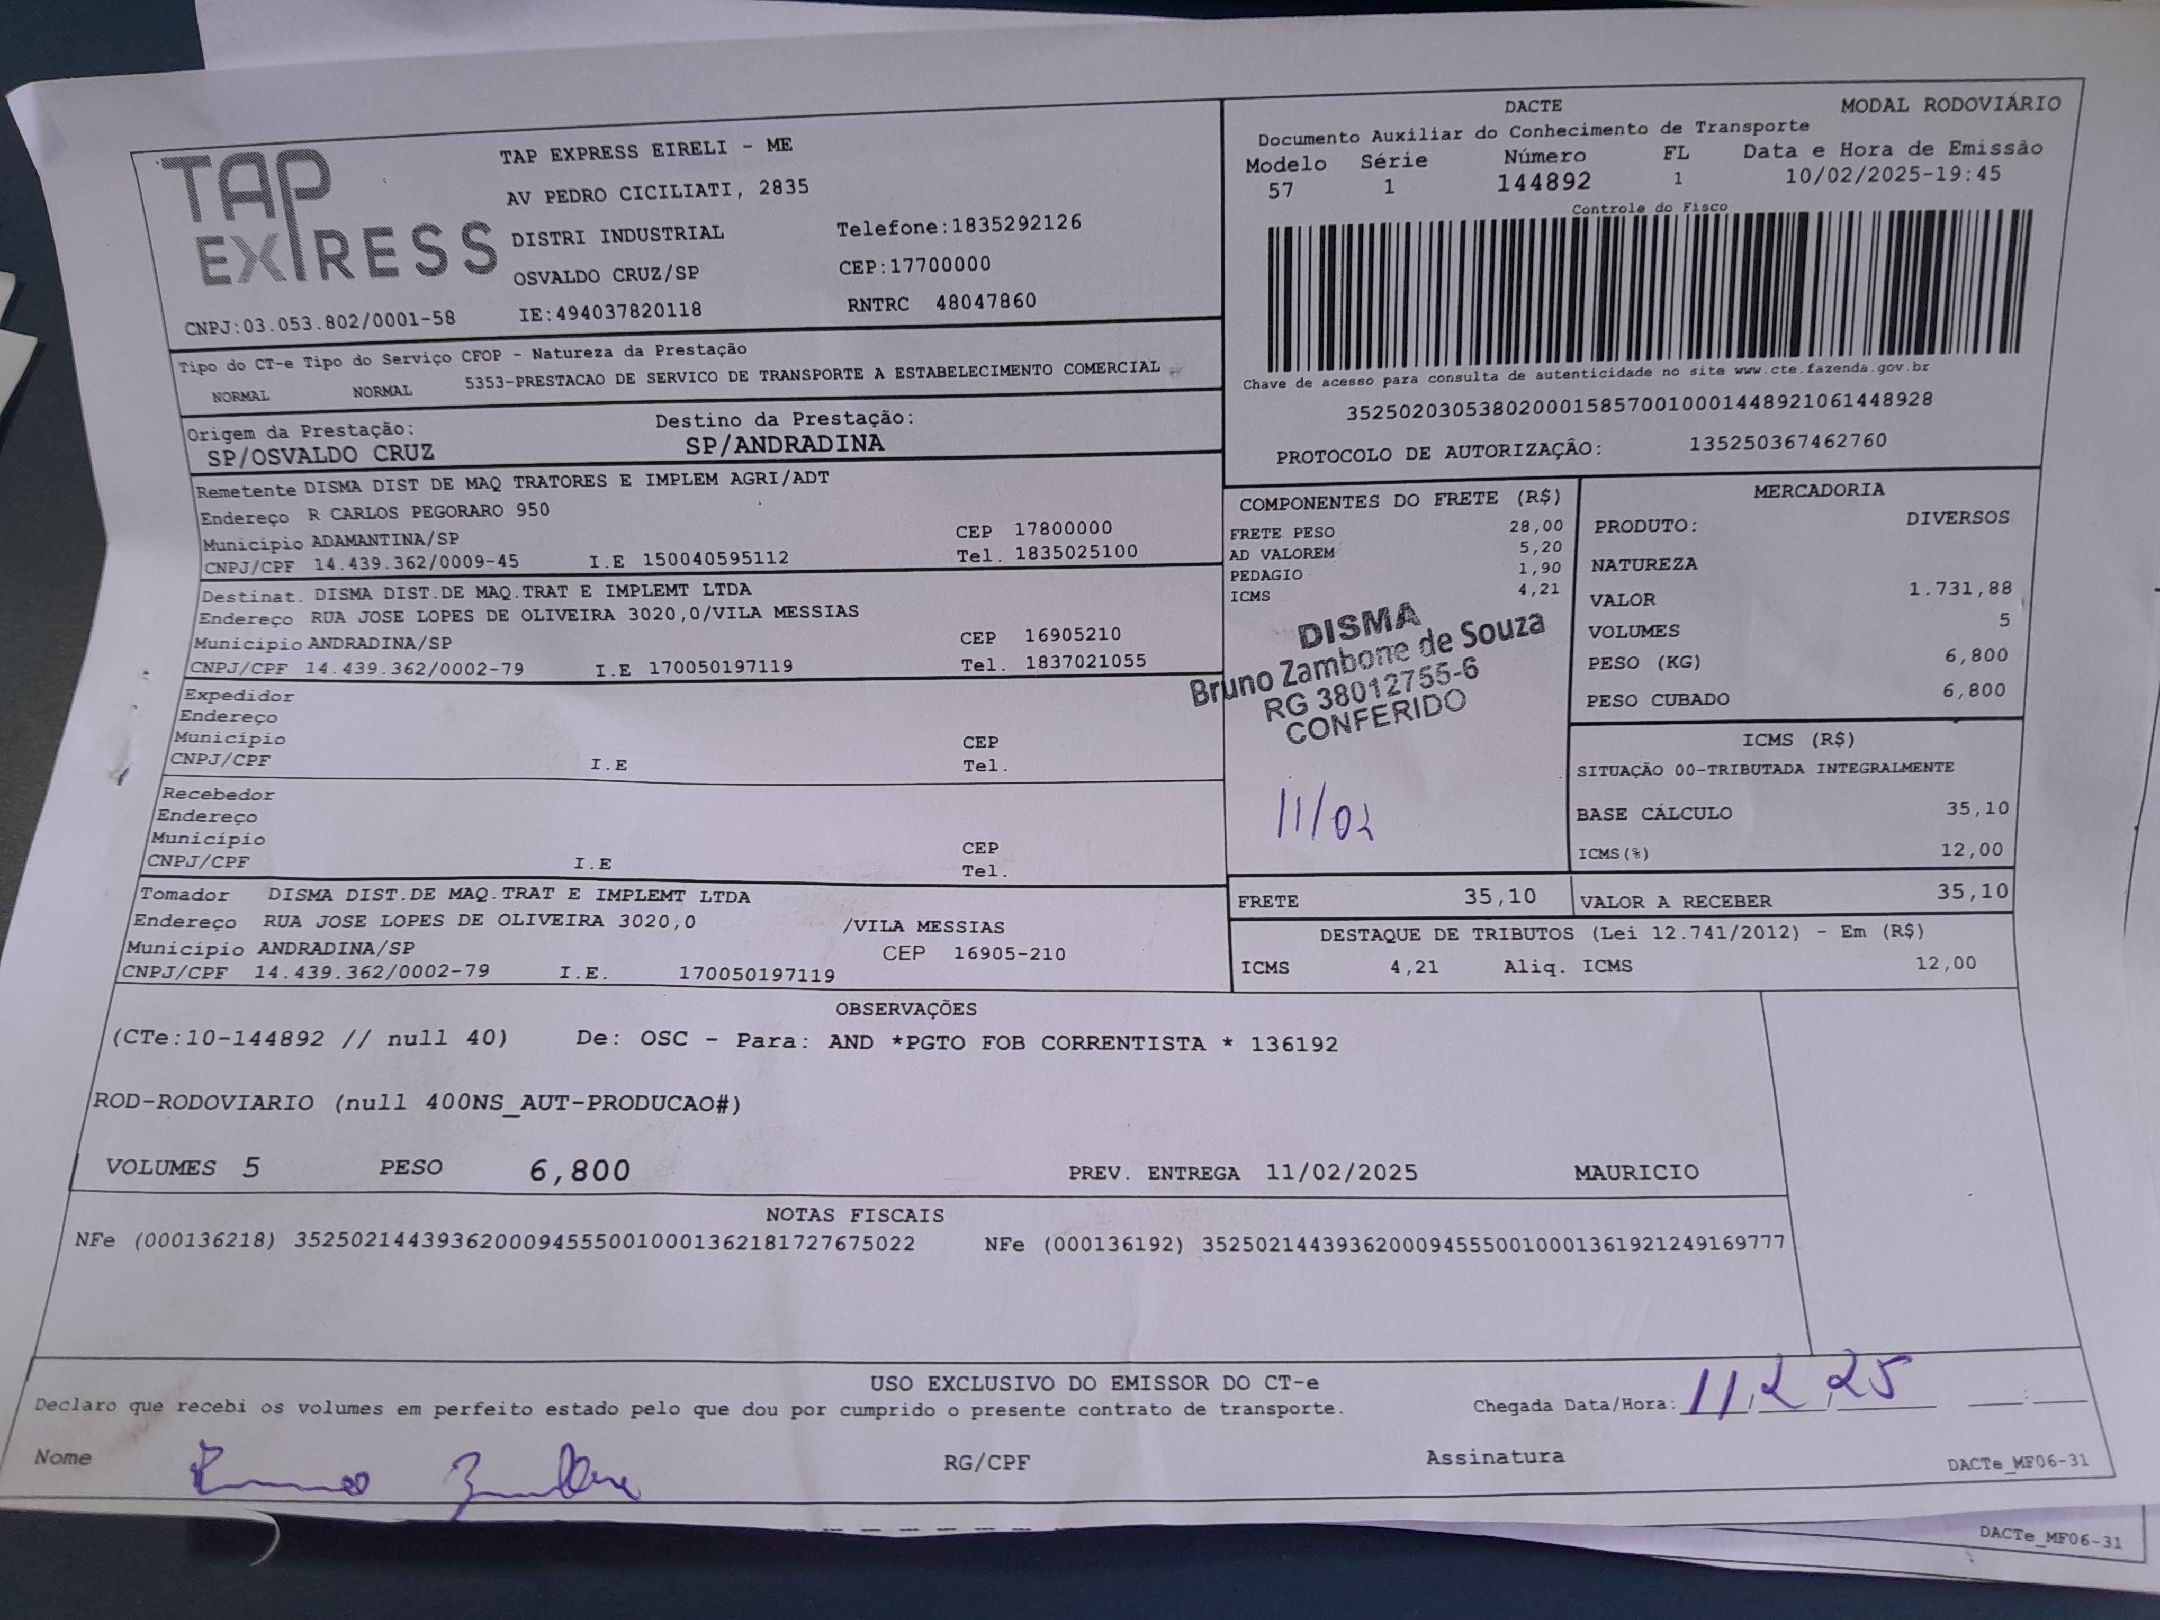 TAP EXPRESS
TAP EXPRESS EIRELI - ME
AV PEDRO CICILIATI, 2835
DISTRI INDUSTRIAL Telefone:1835292126
OSVALDO CRUZ/SP CEP:17700000
CNPJ:03.053.802/0001-58 IE:494037820118 RNTRC 48047860
DACTE MODAL RODOVIÁRIO
Documento Auxiliar do Conhecimento de Transporte
Modelo Série Número FL Data e Hora de Emissão
57 1 144892 1 10/02/2025-19:45
Controle do Fisco
Chave de acesso para consulta de autenticidade no site www.cte.fazenda.gov.br
35250203053802000158570010001448921061448928
PROTOCOLO DE AUTORIZAÇÂO: 135250367462760
Tipo do CT-e Tipo do Serviço CFOP - Natureza da Prestação
NORMAL NORMAL 5353-PRESTACAO DE SERVICO DE TRANSPORTE A ESTABELECIMENTO COMERCIAL
Origem da Prestação: Destino da Prestação:
SP/OSVALDO CRUZ SP/ANDRADINA
Remetente DISMA DIST DE MAQ TRATORES E IMPLEM AGRI/ADT
Endereço R CARLOS PEGORARO 950
Município ADAMANTINA/SP CEP 17800000
CNPJ/CPF 14.439.362/0009-45 I.E 150040595112 Tel. 1835025100
Destinat. DISMA DIST.DE MAQ.TRAT E IMPLEMT LTDA
Endereço RUA JOSE LOPES DE OLIVEIRA 3020,0/VILA MESSIAS
Município ANDRADINA/SP CEP 16905210
CNPJ/CPF 14.439.362/0002-79 I.E 170050197119 Tel. 1837021055
Expedidor
Endereço
Município CEP
CNPJ/CPF I.E Tel.
Recebedor
Endereço
Município CEP
CNPJ/CPF I.E Tel.
Tomador DISMA DIST.DE MAQ.TRAT E IMPLEMT LTDA
Endereço RUA JOSE LOPES DE OLIVEIRA 3020,0 /VILA MESSIAS
Município ANDRADINA/SP CEP 16905-210
CNPJ/CPF 14.439.362/0002-79 I.E. 170050197119
COMPONENTES DO FRETE (R$)
FRETE PESO 28,00
AD VALOREM 5,20
PEDAGIO 1,90
ICMS 4,21
DISMA
Bruno Zambone de Souza
RG 38012755-6
CONFERIDO
11/02
MERCADORIA
PRODUTO: DIVERSOS
NATUREZA
VALOR 1.731,88
VOLUMES 5
PESO (KG) 6,800
PESO CUBADO 6,800
ICMS (R$)
SITUAÇÃO 00-TRIBUTADA INTEGRALMENTE
BASE CÁLCULO 35,10
ICMS(%) 12,00
FRETE 35,10 VALOR A RECEBER 35,10
DESTAQUE DE TRIBUTOS (Lei 12.741/2012) - Em (R$)
ICMS 4,21 Aliq. ICMS 12,00
OBSERVAÇÕES
(CTe:10-144892 // null 40) De: OSC - Para: AND *PGTO FOB CORRENTISTA * 136192
ROD-RODOVIARIO (null 400NS_AUT-PRODUCAO#)
VOLUMES 5 PESO 6,800 PREV. ENTREGA 11/02/2025 MAURICIO
NOTAS FISCAIS
NFe (000136218) 35250214439362000945550010001362181727675022 NFe (000136192) 35250214439362000945550010001361921249169777
USO EXCLUSIVO DO EMISSOR DO CT-e
Declaro que recebi os volumes em perfeito estado pelo que dou por cumprido o presente contrato de transporte. Chegada Data/Hora: 11/2/25 :
Nome RG/CPF Assinatura DACTe_MF06-31
DACTe_MF06-31